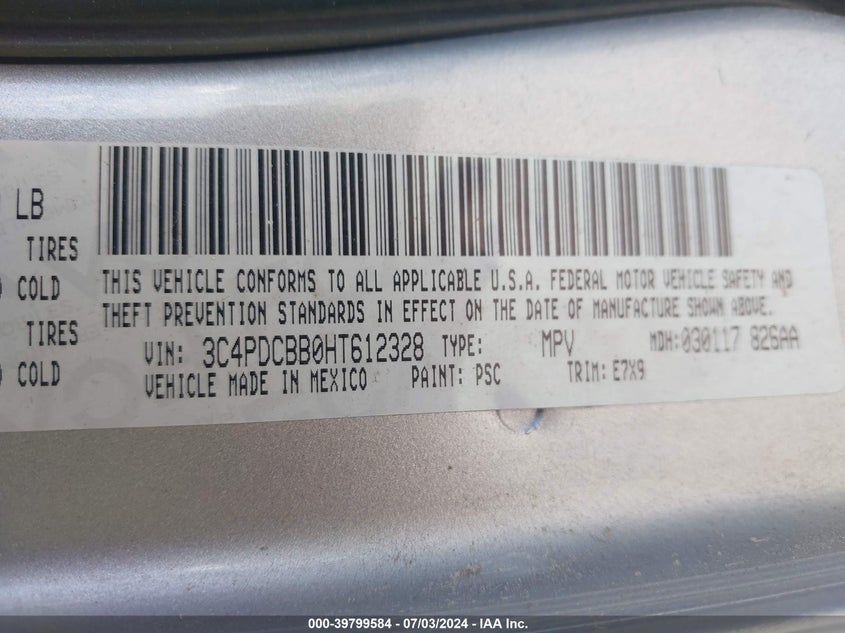 LB
TIRES
COLD
TIRES
COLD
THIS VEHICLE CONFORMS TO ALL APPLICABLE U.S.A. FEDERAL MOTOR VEHICLE SAFETY AND
THEFT PREVENTION STANDARDS IN EFFECT ON THE DATE OF MANUFACTURE SHOWN ABOVE.
VIN: 3C4PDCBB0HT612328 TYPE: MPV MDH:030117 826AA
VEHICLE MADE IN MEXICO PAINT: PSC TRIM: E7X9
000-39799584 - 07/03/2024 - IAA Inc.